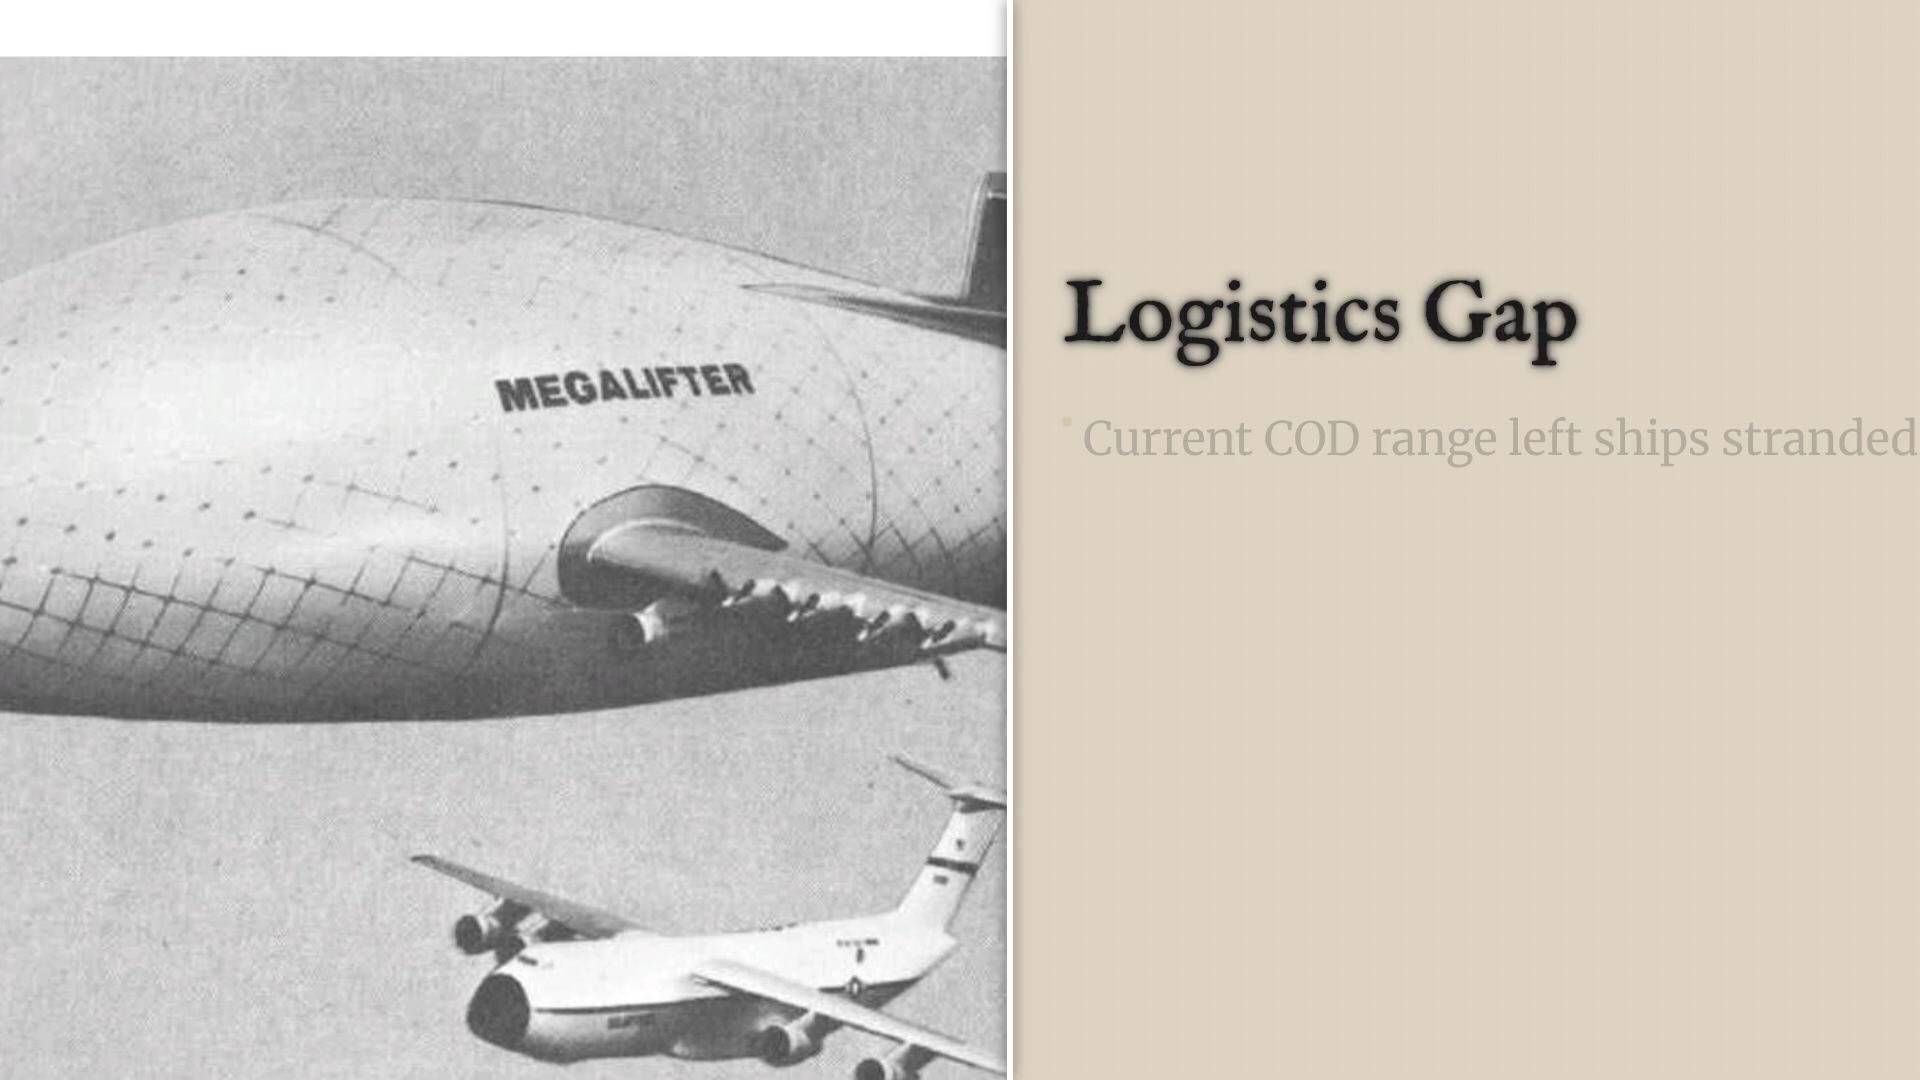 MEGALIFTER
Logistics Gap
Current COD range left ships stranded